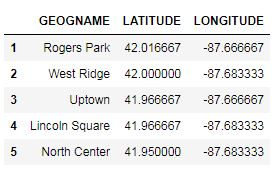 GEOGNAME LATITUDE LONGITUDE
1 Rogers Park 42.016667 -87.666667
2 West Ridge 42.000000 -87.683333
3 Uptown 41.966667 -87.666667
4 Lincoln Square 41.966667 -87.683333
5 North Center 41.950000 -87.683333